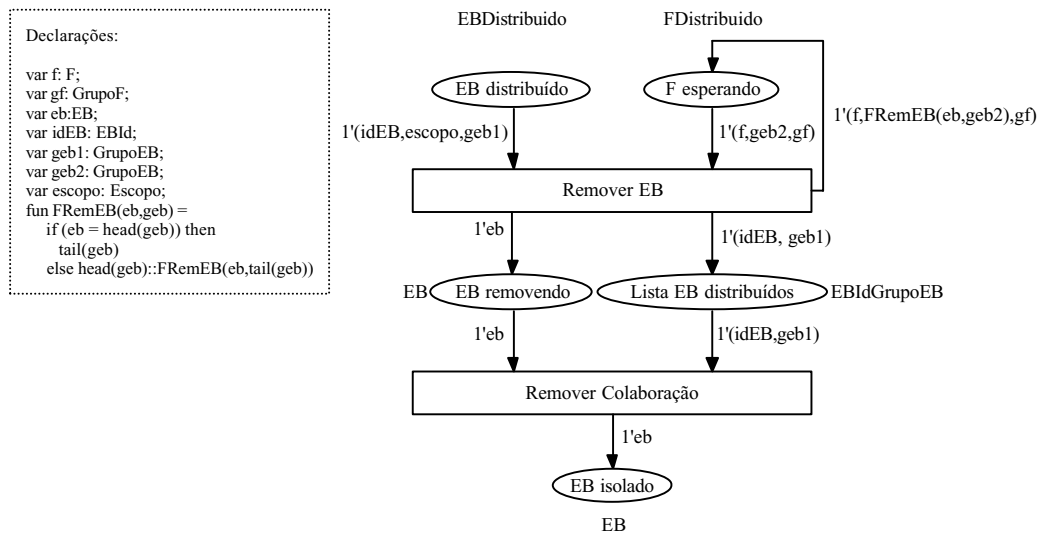 Declarações:
var f: F;
var gf: GrupoF;
var eb:EB;
var idEB: EBId;
var geb1: GrupoEB;
var geb2: GrupoEB;
var escopo: Escopo;
fun FRemEB(eb,geb) =
if (eb = head(geb)) then
tail(geb)
else head(geb)::FRemEB(eb,tail(geb))
EBDistribuido
FDistribuido
EB distribuído
F esperando
1'(idEB,escopo,geb1)
1'(f,geb2,gf)
1'(f,FRemEB(eb,geb2),gf)
Remover EB
1'eb
1'(idEB, geb1)
EB
EB removendo
Lista EB distribuídos
EBIdGrupoEB
1'eb
1'(idEB,geb1)
Remover Colaboração
1'eb
EB isolado
EB